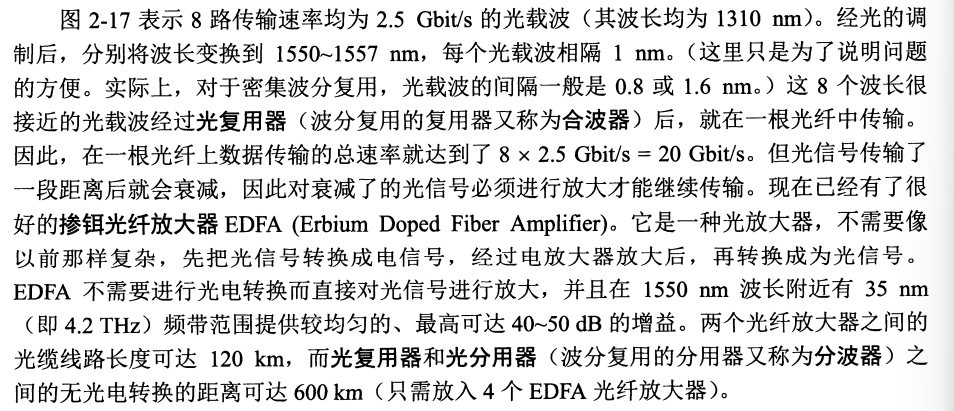 图 2-17 表示 8 路传输速率均为 2.5 Gbit/s 的光载波（其波长均为 1310 nm）。经光的调
制后，分别将波长变换到 1550~1557 nm，每个光载波相隔 1 nm。（这里只是为了说明问题
的方便。实际上，对于密集波分复用，光载波的间隔一般是 0.8 或 1.6 nm。）这 8 个波长很
接近的光载波经过光复用器（波分复用的复用器又称为合波器）后，就在一根光纤中传输。
因此，在一根光纤上数据传输的总速率就达到了 8 × 2.5 Gbit/s = 20 Gbit/s。但光信号传输了
一段距离后就会衰减，因此对衰减了的光信号必须进行放大才能继续传输。现在已经有了很
好的掺铒光纤放大器 EDFA (Erbium Doped Fiber Amplifier)。它是一种光放大器，不需要像
以前那样复杂，先把光信号转换成电信号，经过电放大器放大后，再转换成为光信号。
EDFA 不需要进行光电转换而直接对光信号进行放大，并且在 1550 nm 波长附近有 35 nm
（即 4.2 THz）频带范围提供较均匀的、最高可达 40~50 dB 的增益。两个光纤放大器之间的
光缆线路长度可达 120 km，而光复用器和光分用器（波分复用的分用器又称为分波器）之
间的无光电转换的距离可达 600 km（只需放入 4 个 EDFA 光纤放大器）。